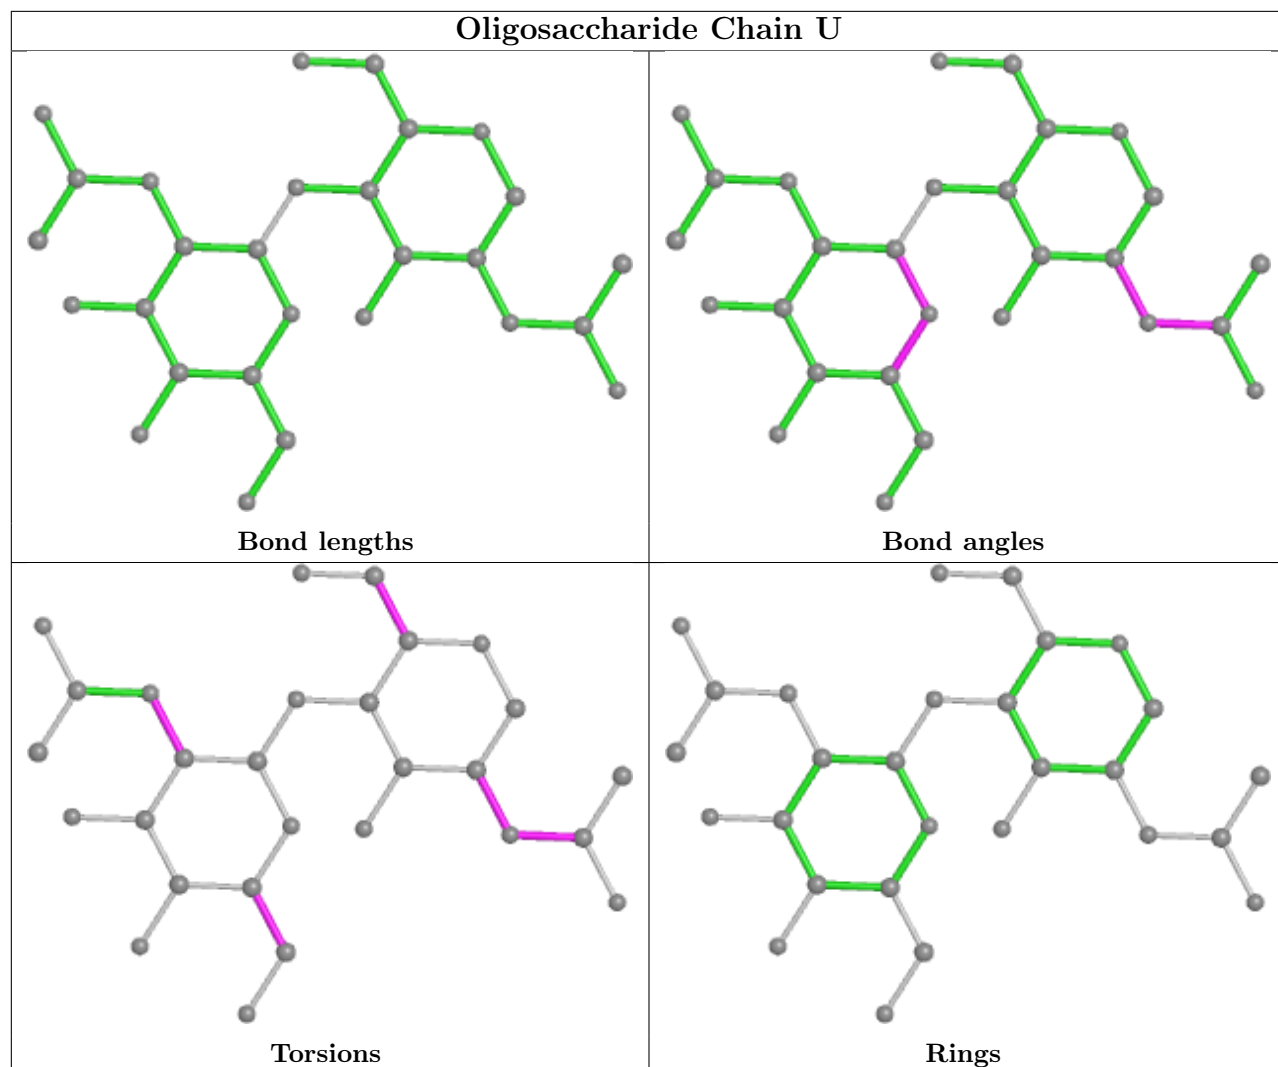 Oligosaccharide Chain U
Bond lengths
Bond angles
Torsions
Rings